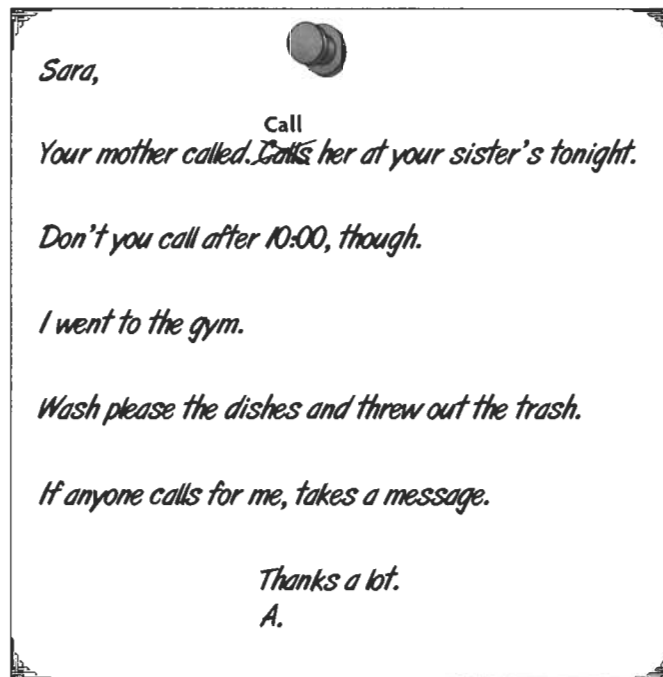 Sara,
Call
Your mother called. Calls her at your sister's tonight.
Don't you call after 10:00, though.
I went to the gym.
Wash please the dishes and threw out the trash.
If anyone calls for me, takes a message.
Thanks a lot.
A.